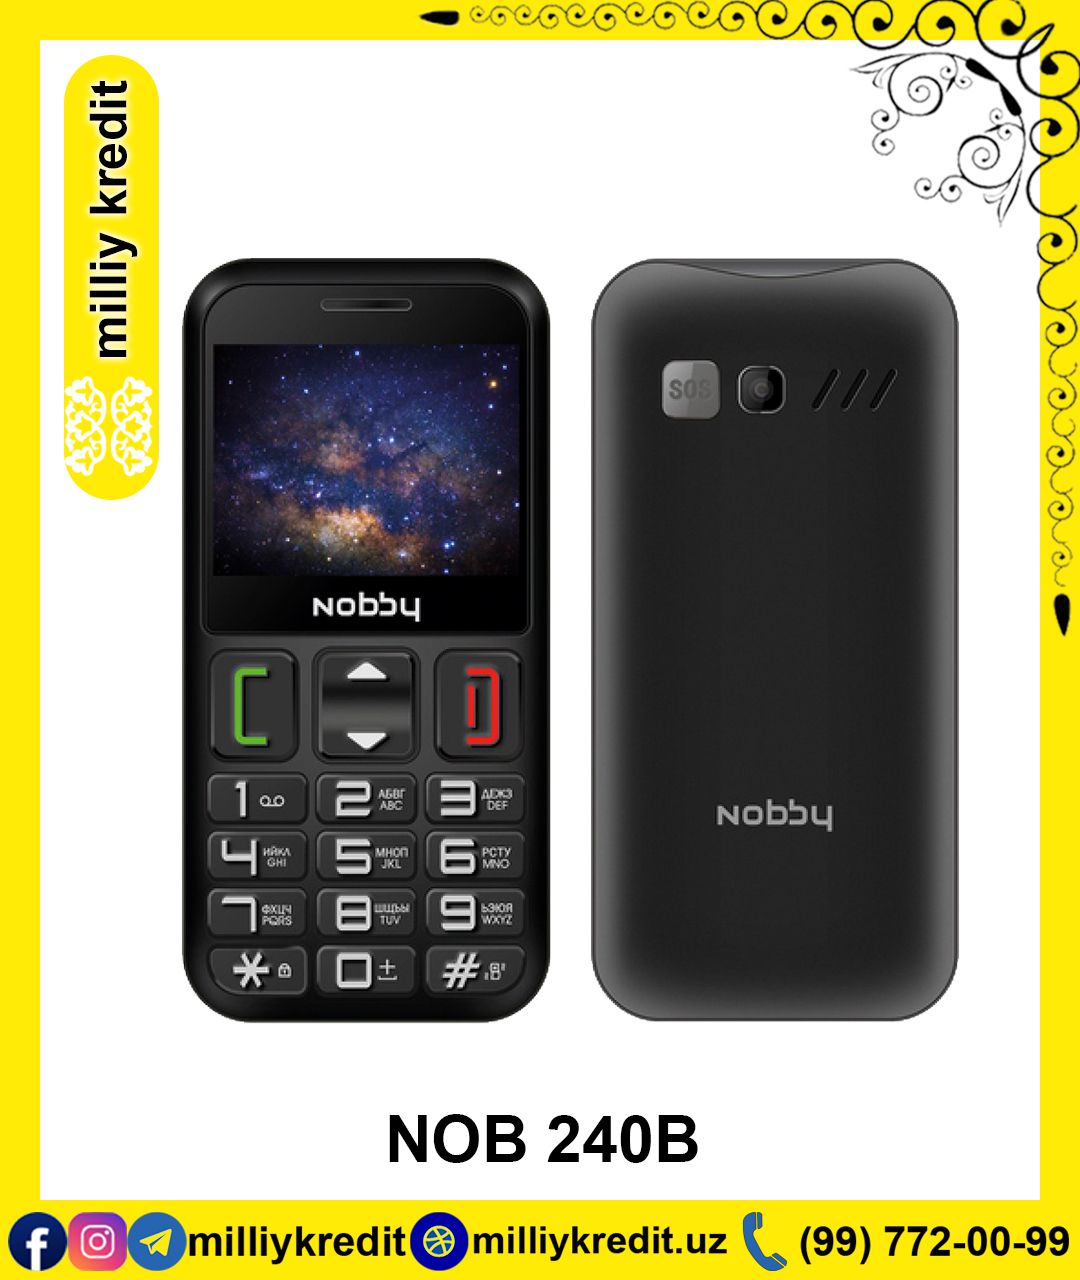 milliy kredit
Nobby
1
2 АБВГ ABC
3 ДЕЖЗ DEF
4 ИЙКЛ GHI
5 МНОП JKL
6 РСТУ MNO
7 ФХЦЧ PQRS
8 ШЩЪЫ TUV
9 ЬЭЮЯ WXYZ
* 0 + #
SOS
Nobby
NOB 240B
milliykredit milliykredit.uz (99) 772-00-99